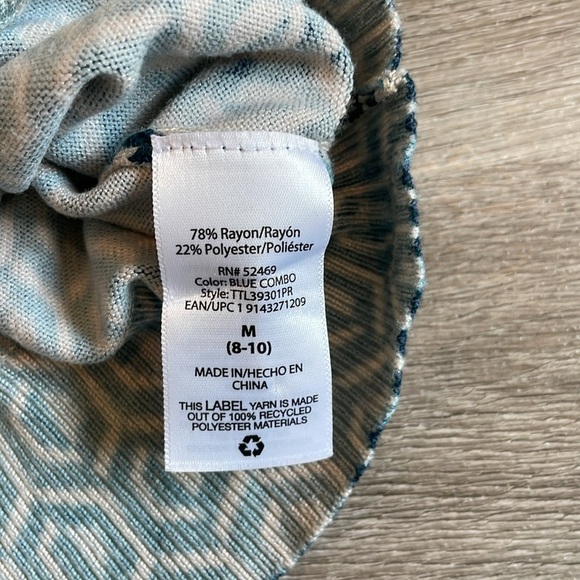 78% Rayon/Rayón
22% Polyester/Poliéster
RN# 52469
Color: BLUE COMBO
Style: TTL39301PR
EAN/UPC 1 9143271209
M
(8-10)
MADE IN/HECHO EN
CHINA
THIS LABEL YARN IS MADE
OUT OF 100% RECYCLED
POLYESTER MATERIALS